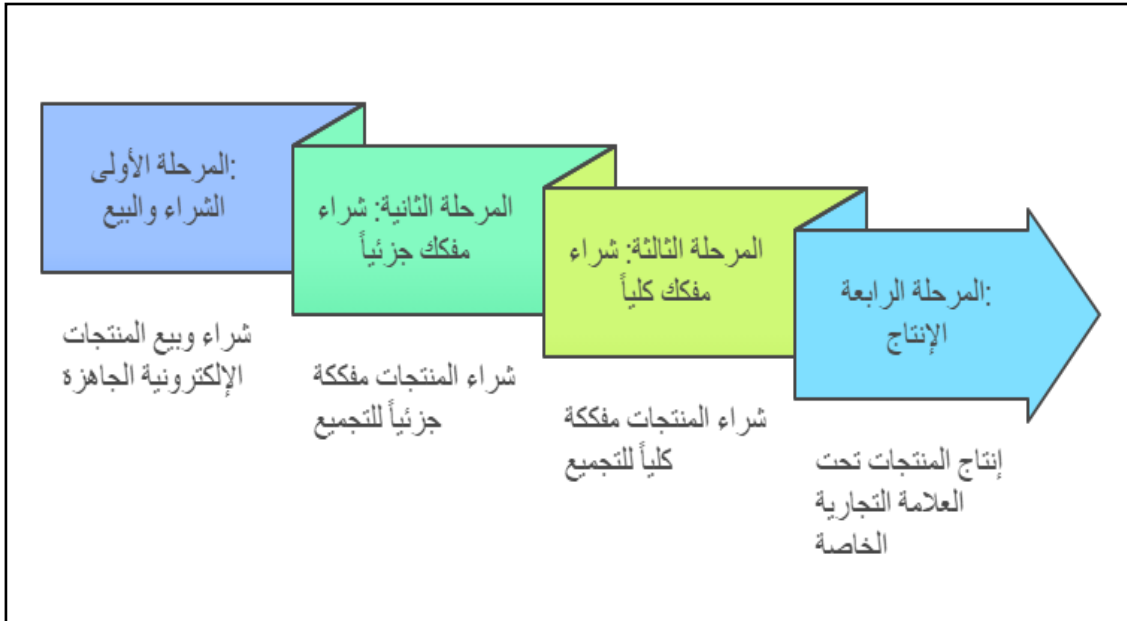 المرحلة الأولى:
الشراء والبيع
شراء وبيع المنتجات
الإلكترونية الجاهزة
المرحلة الثانية: شراء
مفكك جزئياً
شراء المنتجات مفككة
جزئياً للتجميع
المرحلة الثالثة: شراء
مفكك كلياً
شراء المنتجات مفككة
كلياً للتجميع
المرحلة الرابعة:
الإنتاج
إنتاج المنتجات تحت
العلامة التجارية
الخاصة